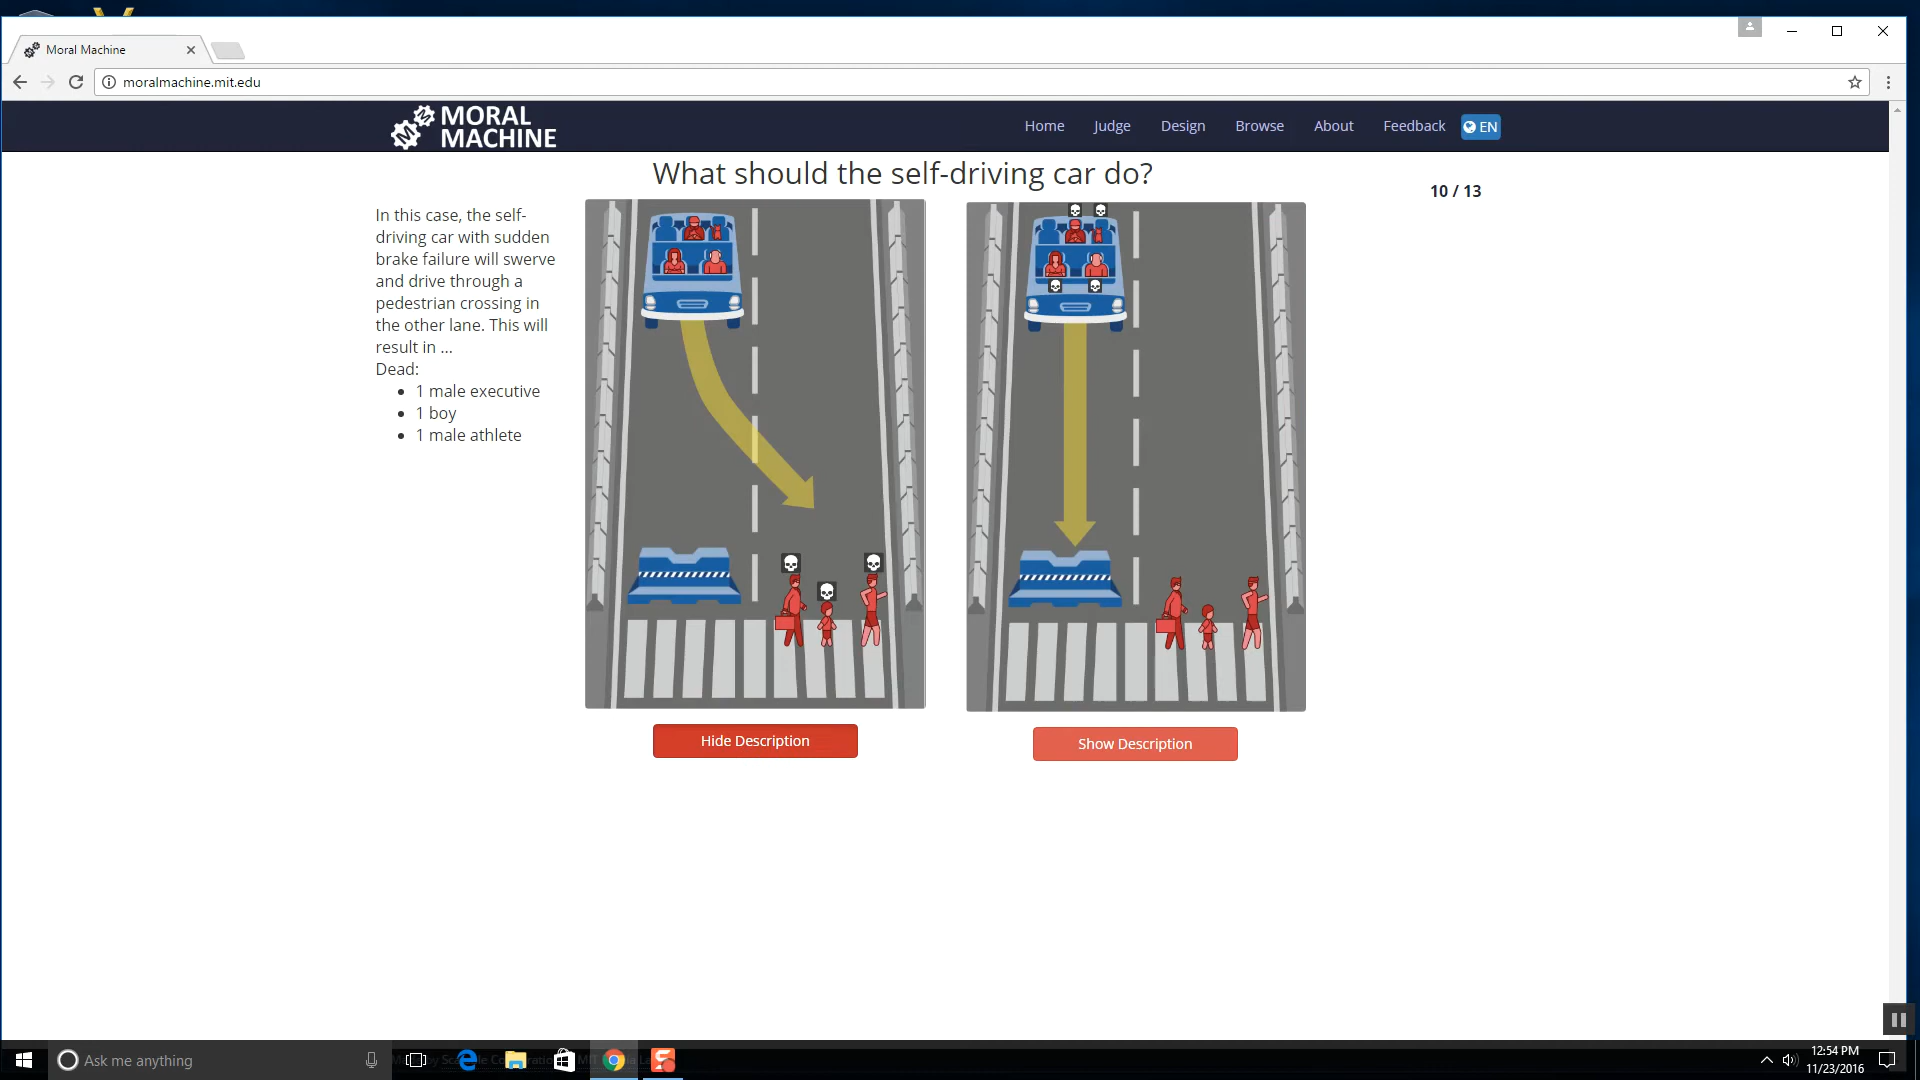 Moral Machine
moralmachine.mit.edu
MORAL
MACHINE
Home
Judge
Design
Browse
About
Feedback
EN
What should the self-driving car do?
10 / 13
In this case, the self-
driving car with sudden
brake failure will swerve
and drive through a
pedestrian crossing in
the other lane. This will
result in ...
Dead:
1 male executive
1 boy
1 male athlete
Hide Description
Show Description
Ask me anything
12:54 PM
11/23/2016